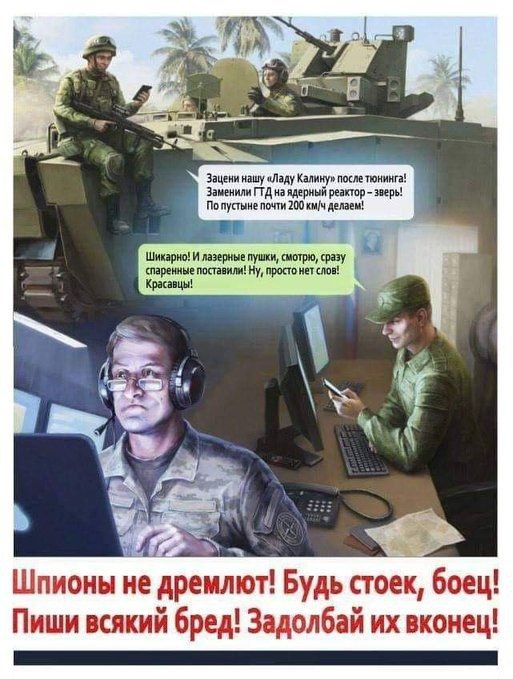 Зацени нашу «Ладу Калину» после тюнинга!
Заменили ГТД на ядерный реактор – зверь!
По пустыне почти 200 км/ч делаем!
Шикарно! И лазерные пушки, смотрю, сразу
спаренные поставили! Ну, просто нет слов!
Красавцы!
Шпионы не дремлют! Будь стоек, боец!
Пиши всякий бред! Задолбай их вконец!